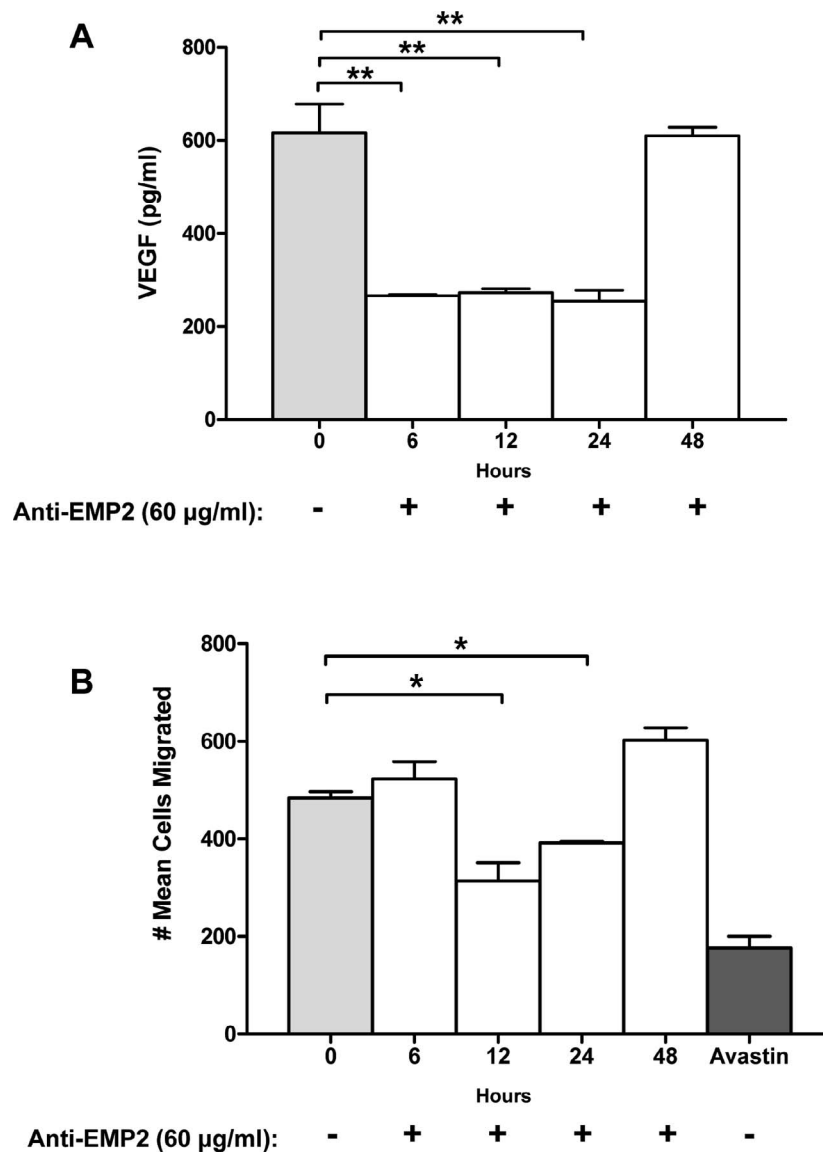 A
**
**
**
800
600
400
200
0
VEGF (pg/ml)
0 6 12 24 48
Hours
Anti-EMP2 (60 µg/ml): - + + + +
B
*
*
800
600
400
200
0
# Mean Cells Migrated
0 6 12 24 48 Avastin
Hours
Anti-EMP2 (60 µg/ml): - + + + + -